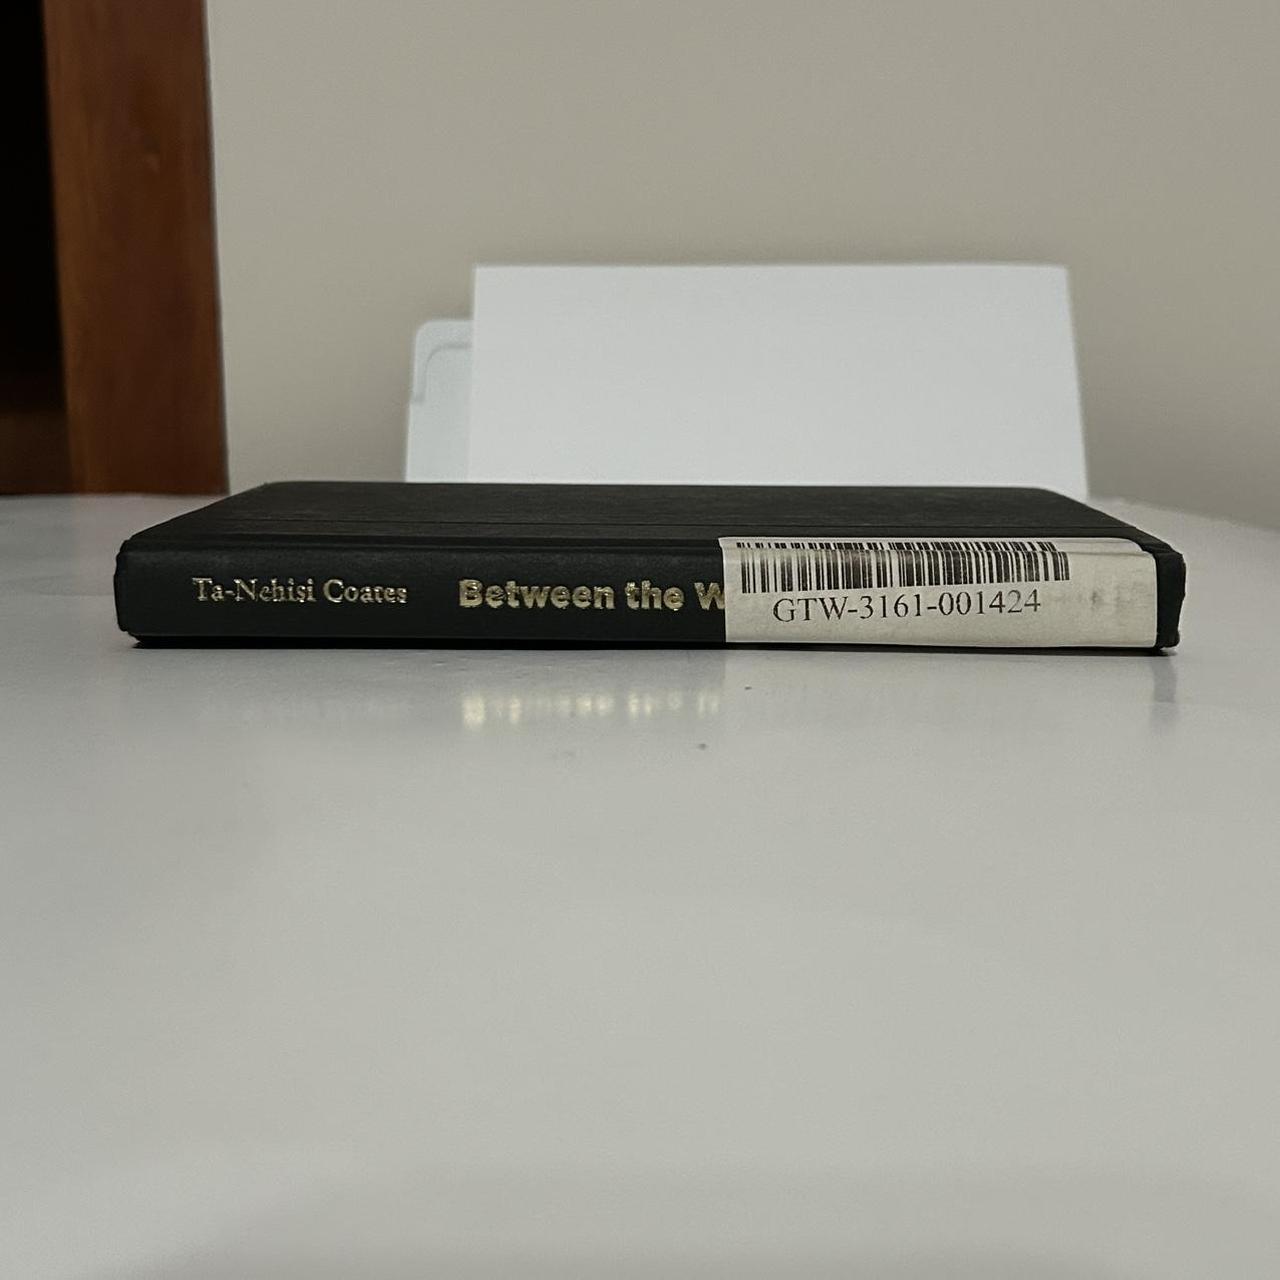 Ta-Nehisi Coates Between the W
GTW-3161-001424